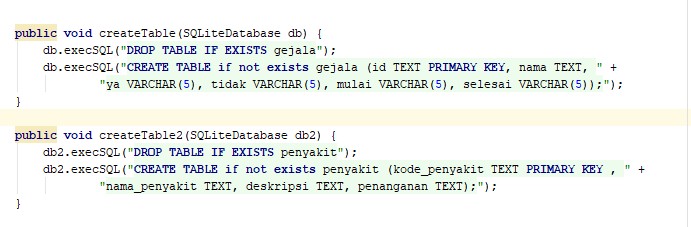 public void createTable(SQLiteDatabase db) {
    db.execSQL("DROP TABLE IF EXISTS gejala");
    db.execSQL("CREATE TABLE if not exists gejala (id TEXT PRIMARY KEY, nama TEXT, " +
            "ya VARCHAR(5), tidak VARCHAR(5), mulai VARCHAR(5), selesai VARCHAR(5));");
}
public void createTable2(SQLiteDatabase db2) {
    db2.execSQL("DROP TABLE IF EXISTS penyakit");
    db2.execSQL("CREATE TABLE if not exists penyakit (kode_penyakit TEXT PRIMARY KEY , " +
            "nama_penyakit TEXT, deskripsi TEXT, penanganan TEXT);");
}